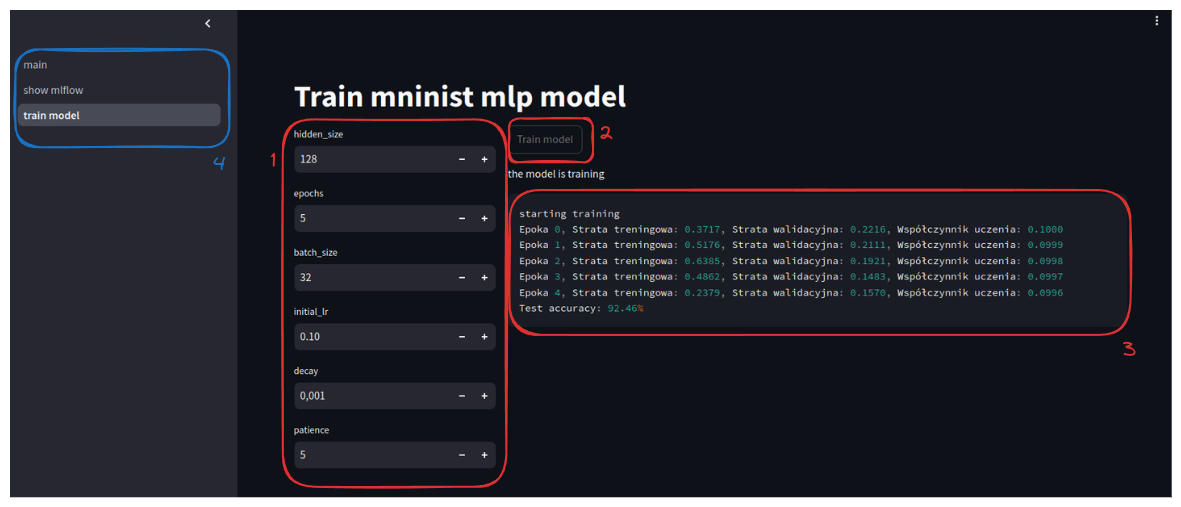 main
show mlflow
train model
4
Train mninist mlp model
1
hidden_size
128
epochs
5
batch_size
32
initial_lr
0.10
decay
0,001
patience
5
Train model
2
the model is training
starting training
Epoka 0, Strata treningowa: 0.3717, Strata walidacyjna: 0.2216, Współczynnik uczenia: 0.1000
Epoka 1, Strata treningowa: 0.5176, Strata walidacyjna: 0.2111, Współczynnik uczenia: 0.0999
Epoka 2, Strata treningowa: 0.6385, Strata walidacyjna: 0.1921, Współczynnik uczenia: 0.0998
Epoka 3, Strata treningowa: 0.4862, Strata walidacyjna: 0.1483, Współczynnik uczenia: 0.0997
Epoka 4, Strata treningowa: 0.2379, Strata walidacyjna: 0.1570, Współczynnik uczenia: 0.0996
Test accuracy: 92.46%
3